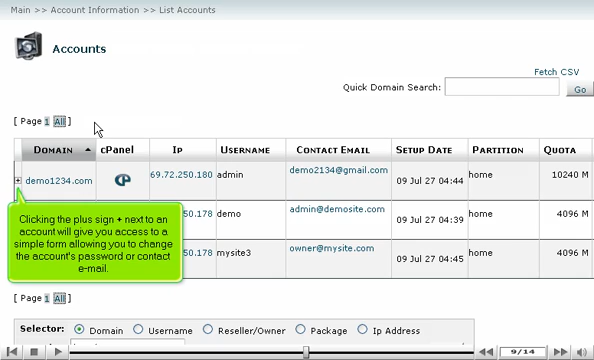 Main >> Account Information >> List Accounts
Accounts
Fetch CSV
Quick Domain Search:
Go
[ Page 1 All ]
DOMAIN cPanel IP USERNAME CONTACT EMAIL SETUP DATE PARTITION QUOTA
+ demo1234.com 69.72.250.180 admin demo2134@gmail.com 09 Jul 27 04:44 home 10240 M
.178 demo admin@demosite.com 09 Jul 27 04:39 home 4096 M
.178 mysite3 owner@mysite.com 09 Jul 27 04:45 home 4096 M
Clicking the plus sign + next to an
account will give you access to a
simple form allowing you to change
the account's password or contact
e-mail.
[ Page 1 All ]
Selector: Domain Username Reseller/Owner Package Ip Address
9/14